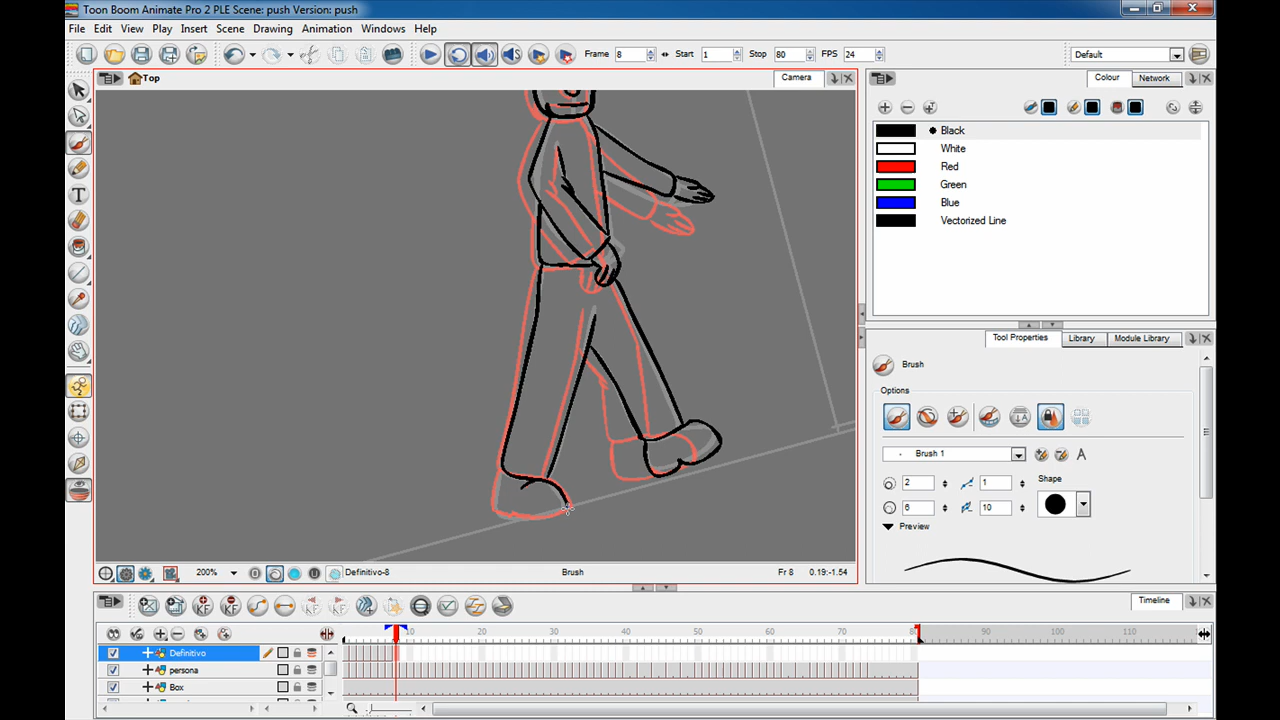 Toon Boom Animate Pro 2 PLE Scene: push Version: push
File Edit View Play Insert Scene Drawing Animation Windows Help
Frame 8 Start 1 Stop 80 FPS 24 Default
Top Camera
Colour Network
Black
White
Red
Green
Blue
Vectorized Line
Tool Properties Library Module Library
Brush
Options
Brush 1
2 1 Shape
6 10
Preview
200% Definitivo-8 Brush Fr 8 0.19:-1.54
Timeline
10 20 30 40 50 60 70 80 90 100 110
Definitivo
persona
Box